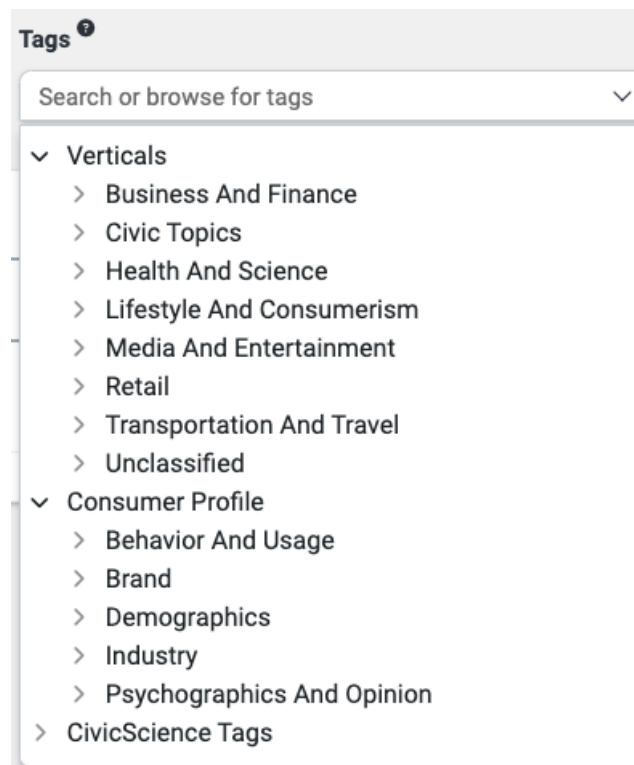 Tags ?
Search or browse for tags
Verticals
Business And Finance
Civic Topics
Health And Science
Lifestyle And Consumerism
Media And Entertainment
Retail
Transportation And Travel
Unclassified
Consumer Profile
Behavior And Usage
Brand
Demographics
Industry
Psychographics And Opinion
CivicScience Tags